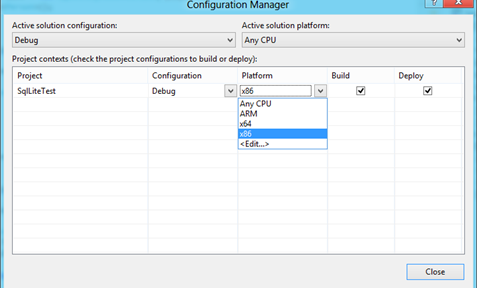 Configuration Manager
Active solution configuration:
Active solution platform:
Debug
Any CPU
Project contexts (check the project configurations to build or deploy):
Project Configuration Platform Build Deploy
SqlLiteTest Debug x86
Any CPU
ARM
x64
x86
<Edit...>
Close